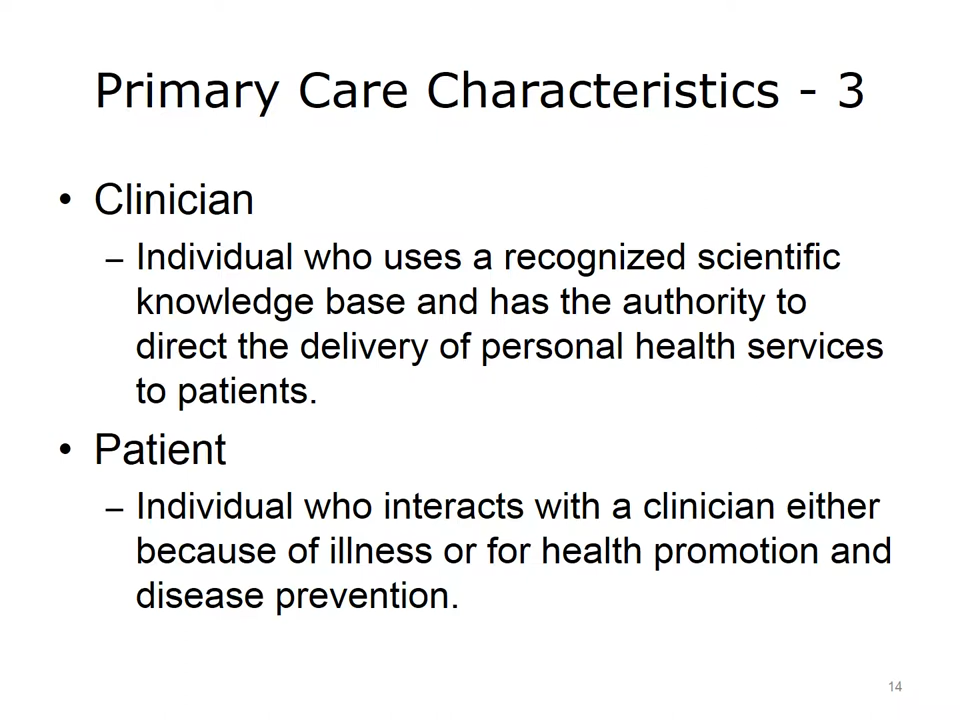 Primary Care Characteristics - 3
• Clinician
– Individual who uses a recognized scientific
knowledge base and has the authority to
direct the delivery of personal health services
to patients.
• Patient
– Individual who interacts with a clinician either
because of illness or for health promotion and
disease prevention.
14